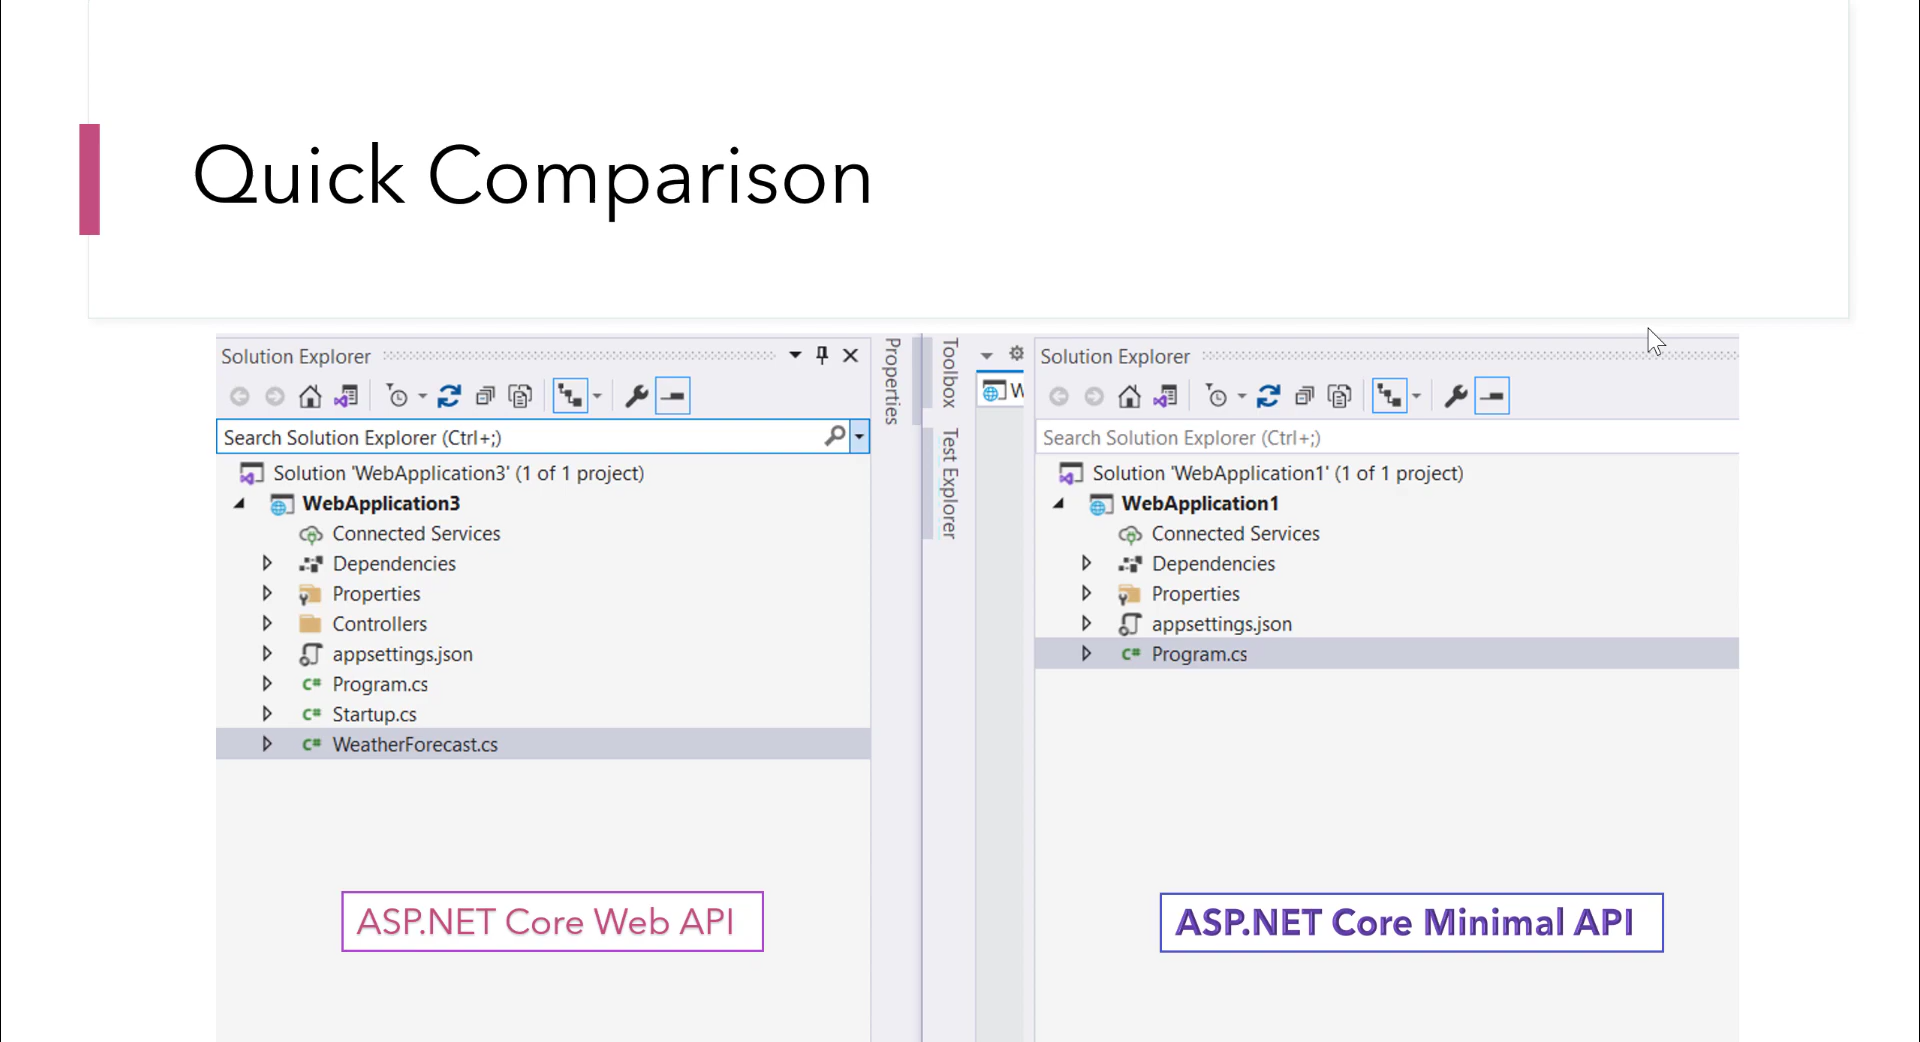 Quick Comparison
Solution Explorer
Search Solution Explorer (Ctrl+;)
Solution 'WebApplication3' (1 of 1 project)
WebApplication3
Connected Services
Dependencies
Properties
Controllers
appsettings.json
C# Program.cs
C# Startup.cs
C# WeatherForecast.cs
ASP.NET Core Web API
Properties
Toolbox
Test Explorer
W
Solution Explorer
Search Solution Explorer (Ctrl+;)
Solution 'WebApplication1' (1 of 1 project)
WebApplication1
Connected Services
Dependencies
Properties
appsettings.json
C# Program.cs
ASP.NET Core Minimal API